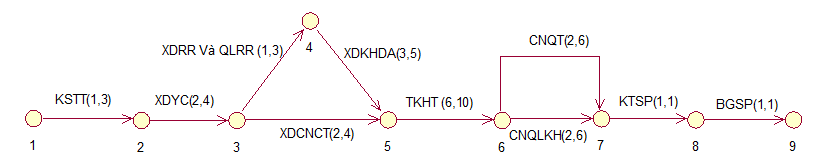 XDRR Và QLRR (1,3)
4
XDKHDA(3,5)
CNQT(2,6)
KSTT(1,3)
XDYC(2,4)
TKHT (6,10)
KTSP(1,1)
BGSP(1,1)
XDCNCT(2,4)
CNQLKH(2,6)
1
2
3
5
6
7
8
9